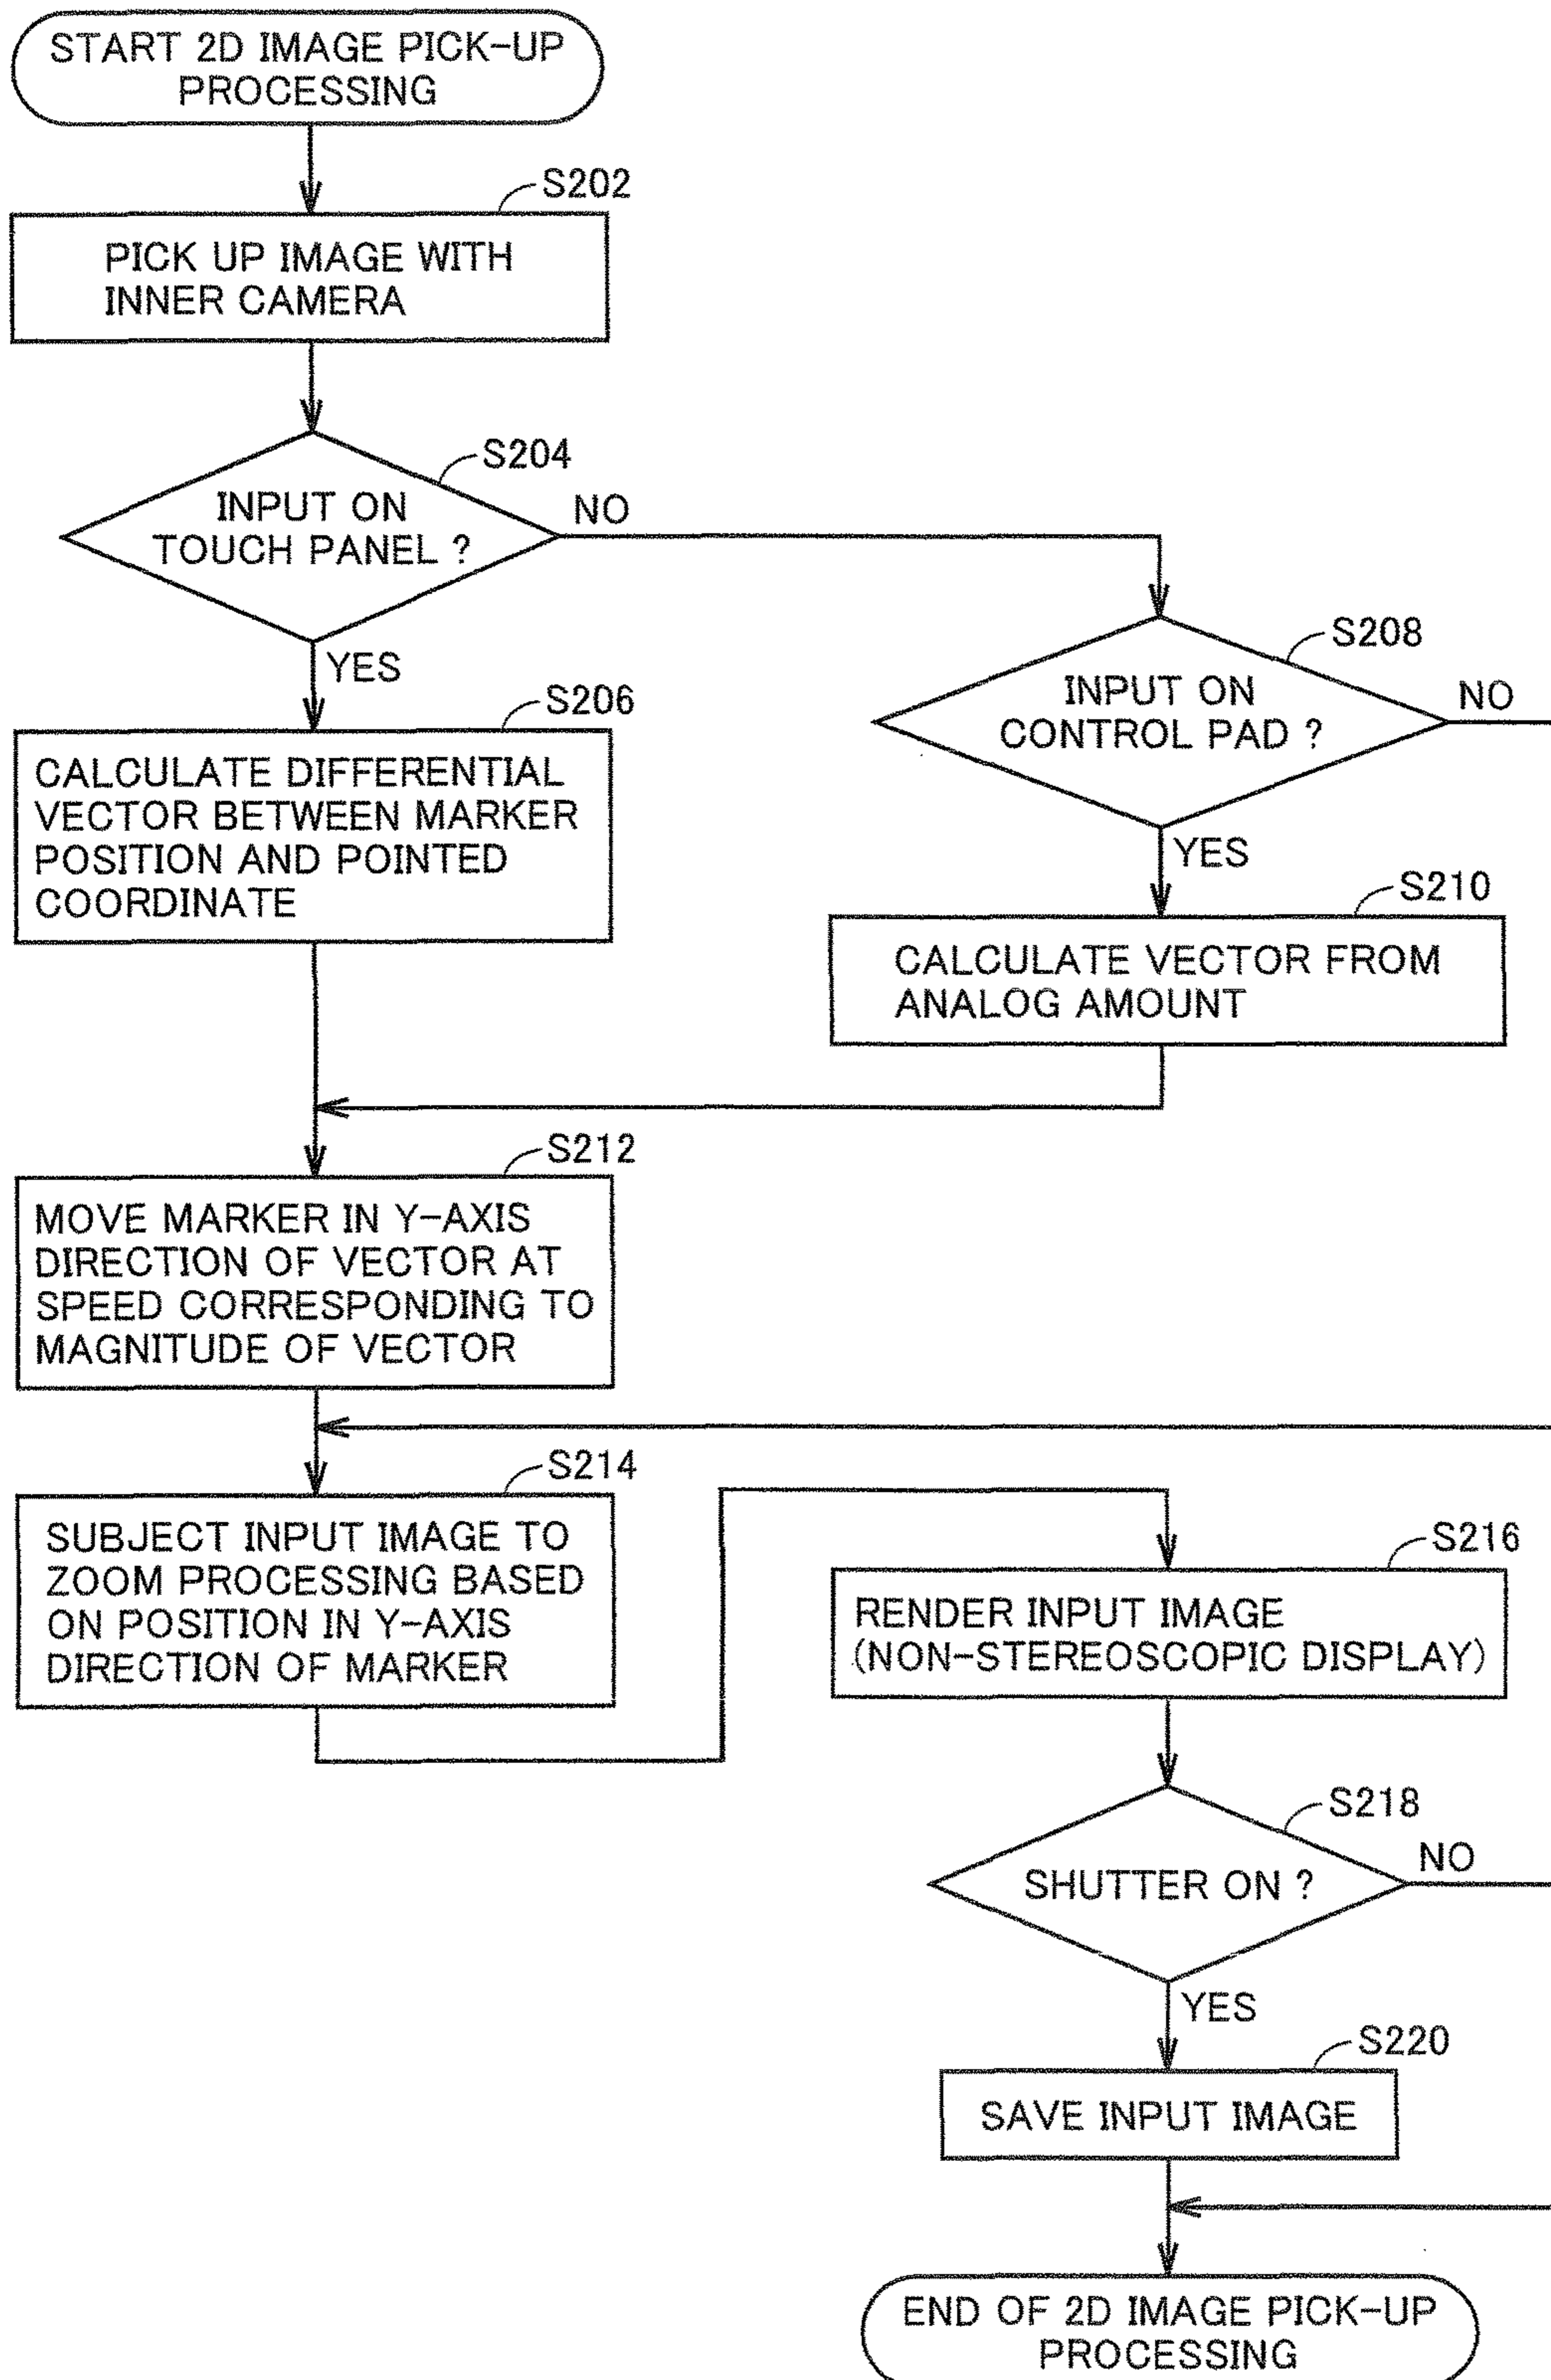 START 2D IMAGE PICK-UP
PROCESSING
S202
PICK UP IMAGE WITH
INNER CAMERA
S204
INPUT ON
TOUCH PANEL ?
NO
YES
S208
INPUT ON
CONTROL PAD ?
NO
YES
S206
CALCULATE DIFFERENTIAL
VECTOR BETWEEN MARKER
POSITION AND POINTED
COORDINATE
S210
CALCULATE VECTOR FROM
ANALOG AMOUNT
S212
MOVE MARKER IN Y-AXIS
DIRECTION OF VECTOR AT
SPEED CORRESPONDING TO
MAGNITUDE OF VECTOR
S214
SUBJECT INPUT IMAGE TO
ZOOM PROCESSING BASED
ON POSITION IN Y-AXIS
DIRECTION OF MARKER
S216
RENDER INPUT IMAGE
(NON-STEREOSCOPIC DISPLAY)
S218
SHUTTER ON ?
NO
YES
S220
SAVE INPUT IMAGE
END OF 2D IMAGE PICK-UP
PROCESSING